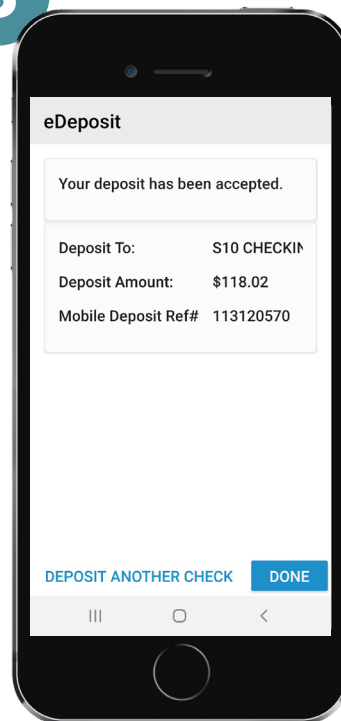 eDeposit
Your deposit has been accepted.
Deposit To: S10 CHECKIN
Deposit Amount: $118.02
Mobile Deposit Ref# 113120570
DEPOSIT ANOTHER CHECK DONE